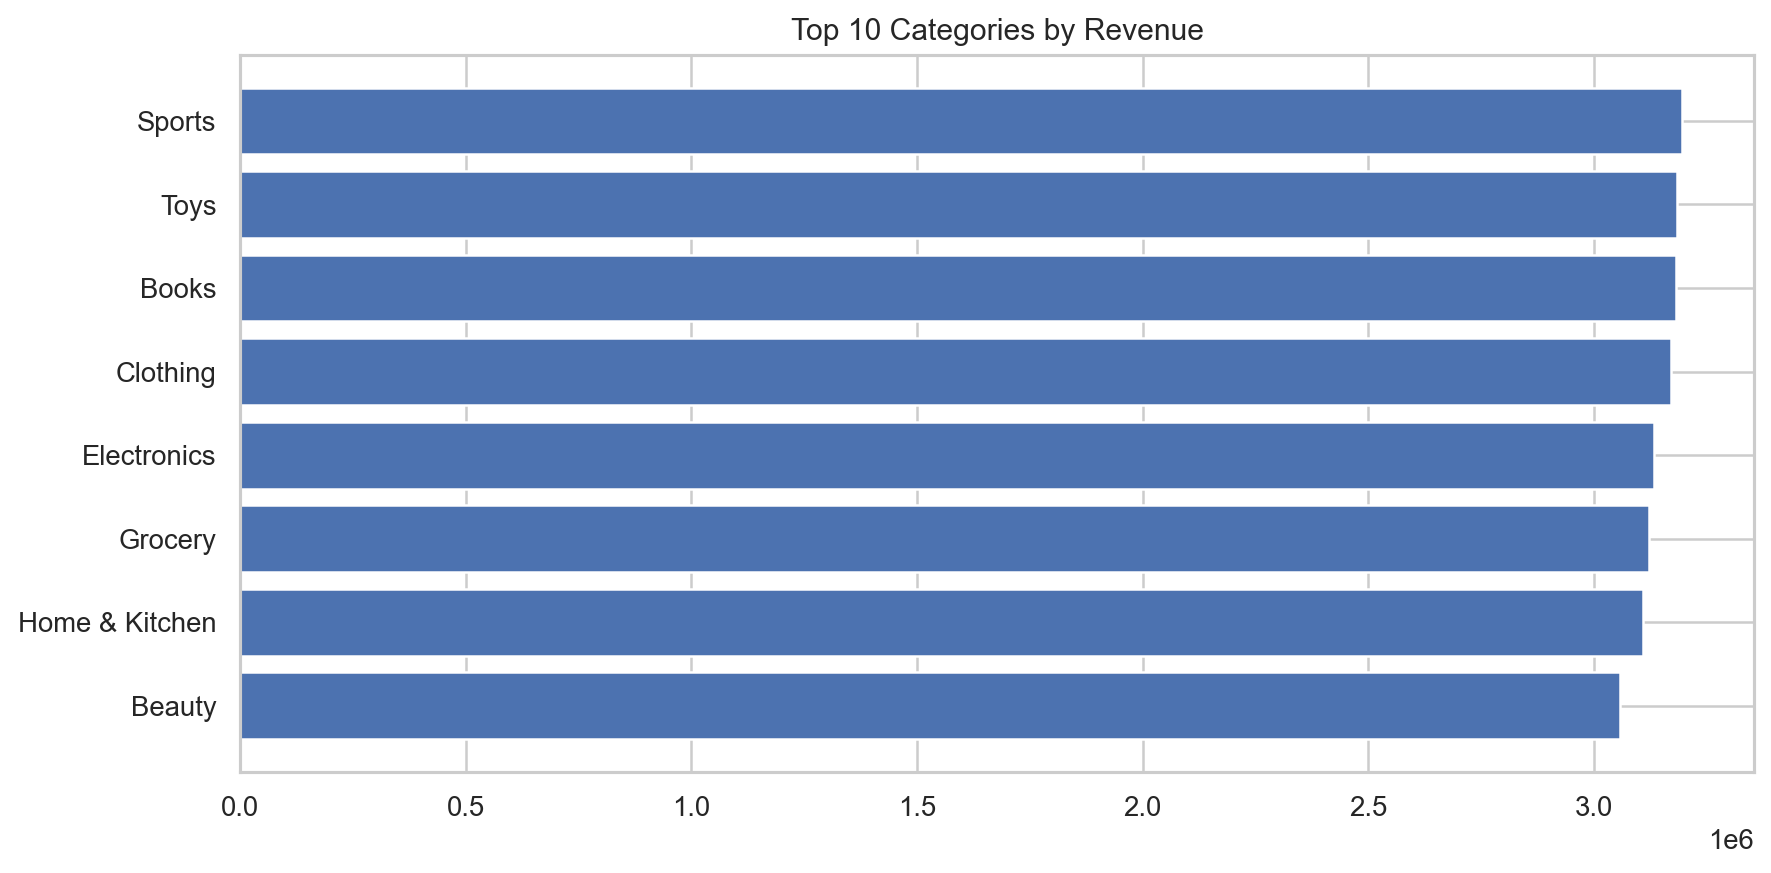 Top 10 Categories by Revenue
Sports
Toys
Books
Clothing
Electronics
Grocery
Home & Kitchen
Beauty
0.0 0.5 1.0 1.5 2.0 2.5 3.0
1e6